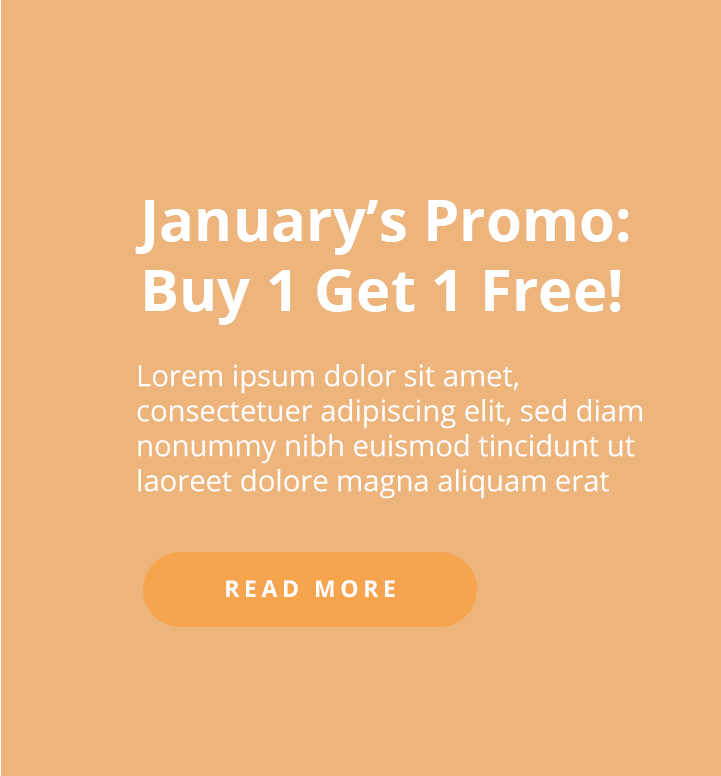 January’s Promo:
Buy 1 Get 1 Free!
Lorem ipsum dolor sit amet,
consectetuer adipiscing elit, sed diam
nonummy nibh euismod tincidunt ut
laoreet dolore magna aliquam erat
READ MORE